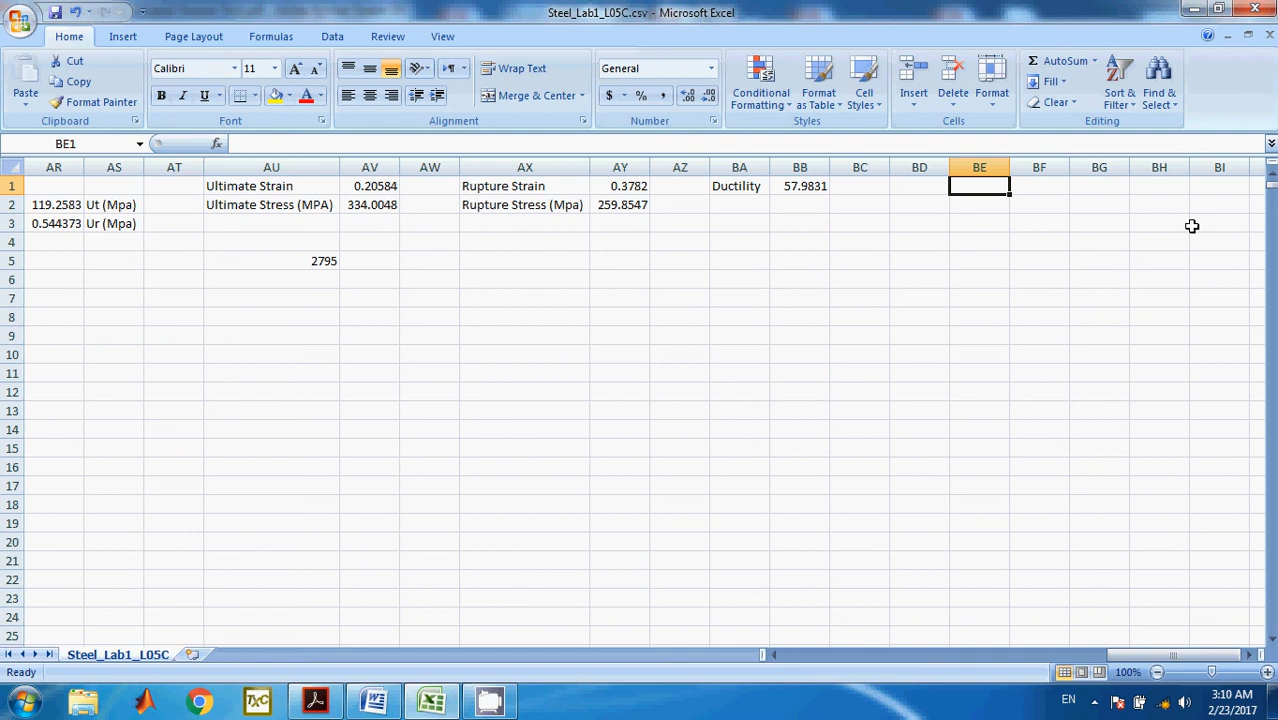 Steel_Lab1_L05C.csv - Microsoft Excel
Home Insert Page Layout Formulas Data Review View
Paste Cut Copy Format Painter Clipboard
Calibri 11 A A B I U A Font
Wrap Text Merge & Center Alignment
General $ % , Number
Conditional Formatting Format as Table Cell Styles Styles
Insert Delete Format Cells
Σ AutoSum Fill Clear Sort & Filter Find & Select Editing
BE1 fx
AR AS AT AU AV AW AX AY AZ BA BB BC BD BE BF BG BH BI
1 Ultimate Strain 0.20584 Rupture Strain 0.3782 Ductility 57.9831
2 119.2583 Ut (Mpa) Ultimate Stress (MPA) 334.0048 Rupture Stress (Mpa) 259.8547
3 0.544373 Ur (Mpa)
4
5 2795
6
7
8
9
10
11
12
13
14
15
16
17
18
19
20
21
22
23
24
25
Steel_Lab1_L05C
Ready 100%
TXC EN 3:10 AM
2/23/2017